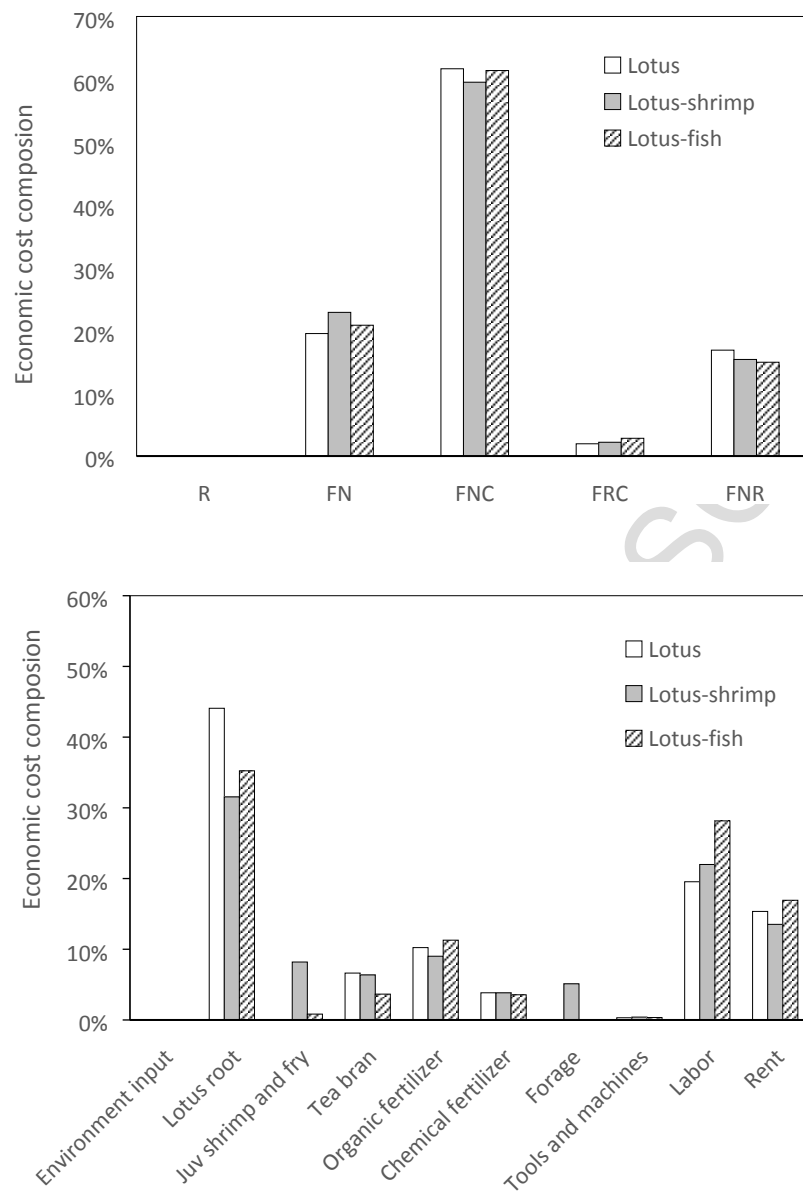 70%
60%
50%
40%
30%
20%
10%
0%
Economic cost composion
Lotus
Lotus-shrimp
Lotus-fish
R FN FNC FRC FNR
60%
50%
40%
30%
20%
10%
0%
Economic cost composion
Lotus
Lotus-shrimp
Lotus-fish
Environment input
Lotus root
Juv shrimp and fry
Tea bran
Organic fertilizer
Chemical fertilizer
Forage
Tools and machines
Labor
Rent